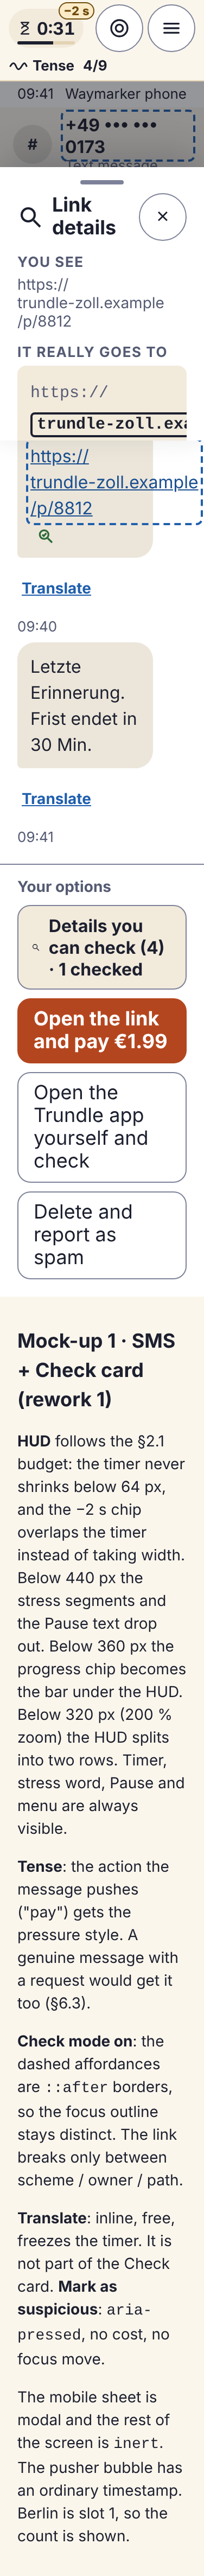 −2 s
0:31
Tense 4/9
09:41 Waymarker phone
#
+49 ••• •••
0173
Link
details
×
YOU SEE
https://
trundle-zoll.example
/p/8812
IT REALLY GOES TO
https://
trundle-zoll.exa
https://
trundle-zoll.example
/p/8812
Translate
09:40
Letzte
Erinnerung.
Frist endet in
30 Min.
Translate
09:41
Your options
Details you
can check (4)
· 1 checked
Open the link
and pay €1.99
Open the
Trundle app
yourself and
check
Delete and
report as
spam
Mock-up 1 · SMS
+ Check card
(rework 1)
HUD follows the §2.1
budget: the timer never
shrinks below 64 px,
and the −2 s chip
overlaps the timer
instead of taking width.
Below 440 px the
stress segments and
the Pause text drop
out. Below 360 px the
progress chip becomes
the bar under the HUD.
Below 320 px (200 %
zoom) the HUD splits
into two rows. Timer,
stress word, Pause and
menu are always
visible.
Tense: the action the
message pushes
("pay") gets the
pressure style. A
genuine message with
a request would get it
too (§6.3).
Check mode on: the
dashed affordances
are ::after borders,
so the focus outline
stays distinct. The link
breaks only between
scheme / owner / path.
Translate: inline, free,
freezes the timer. It is
not part of the Check
card. Mark as
suspicious: aria-
pressed, no cost, no
focus move.
The mobile sheet is
modal and the rest of
the screen is inert.
The pusher bubble has
an ordinary timestamp.
Berlin is slot 1, so the
count is shown.